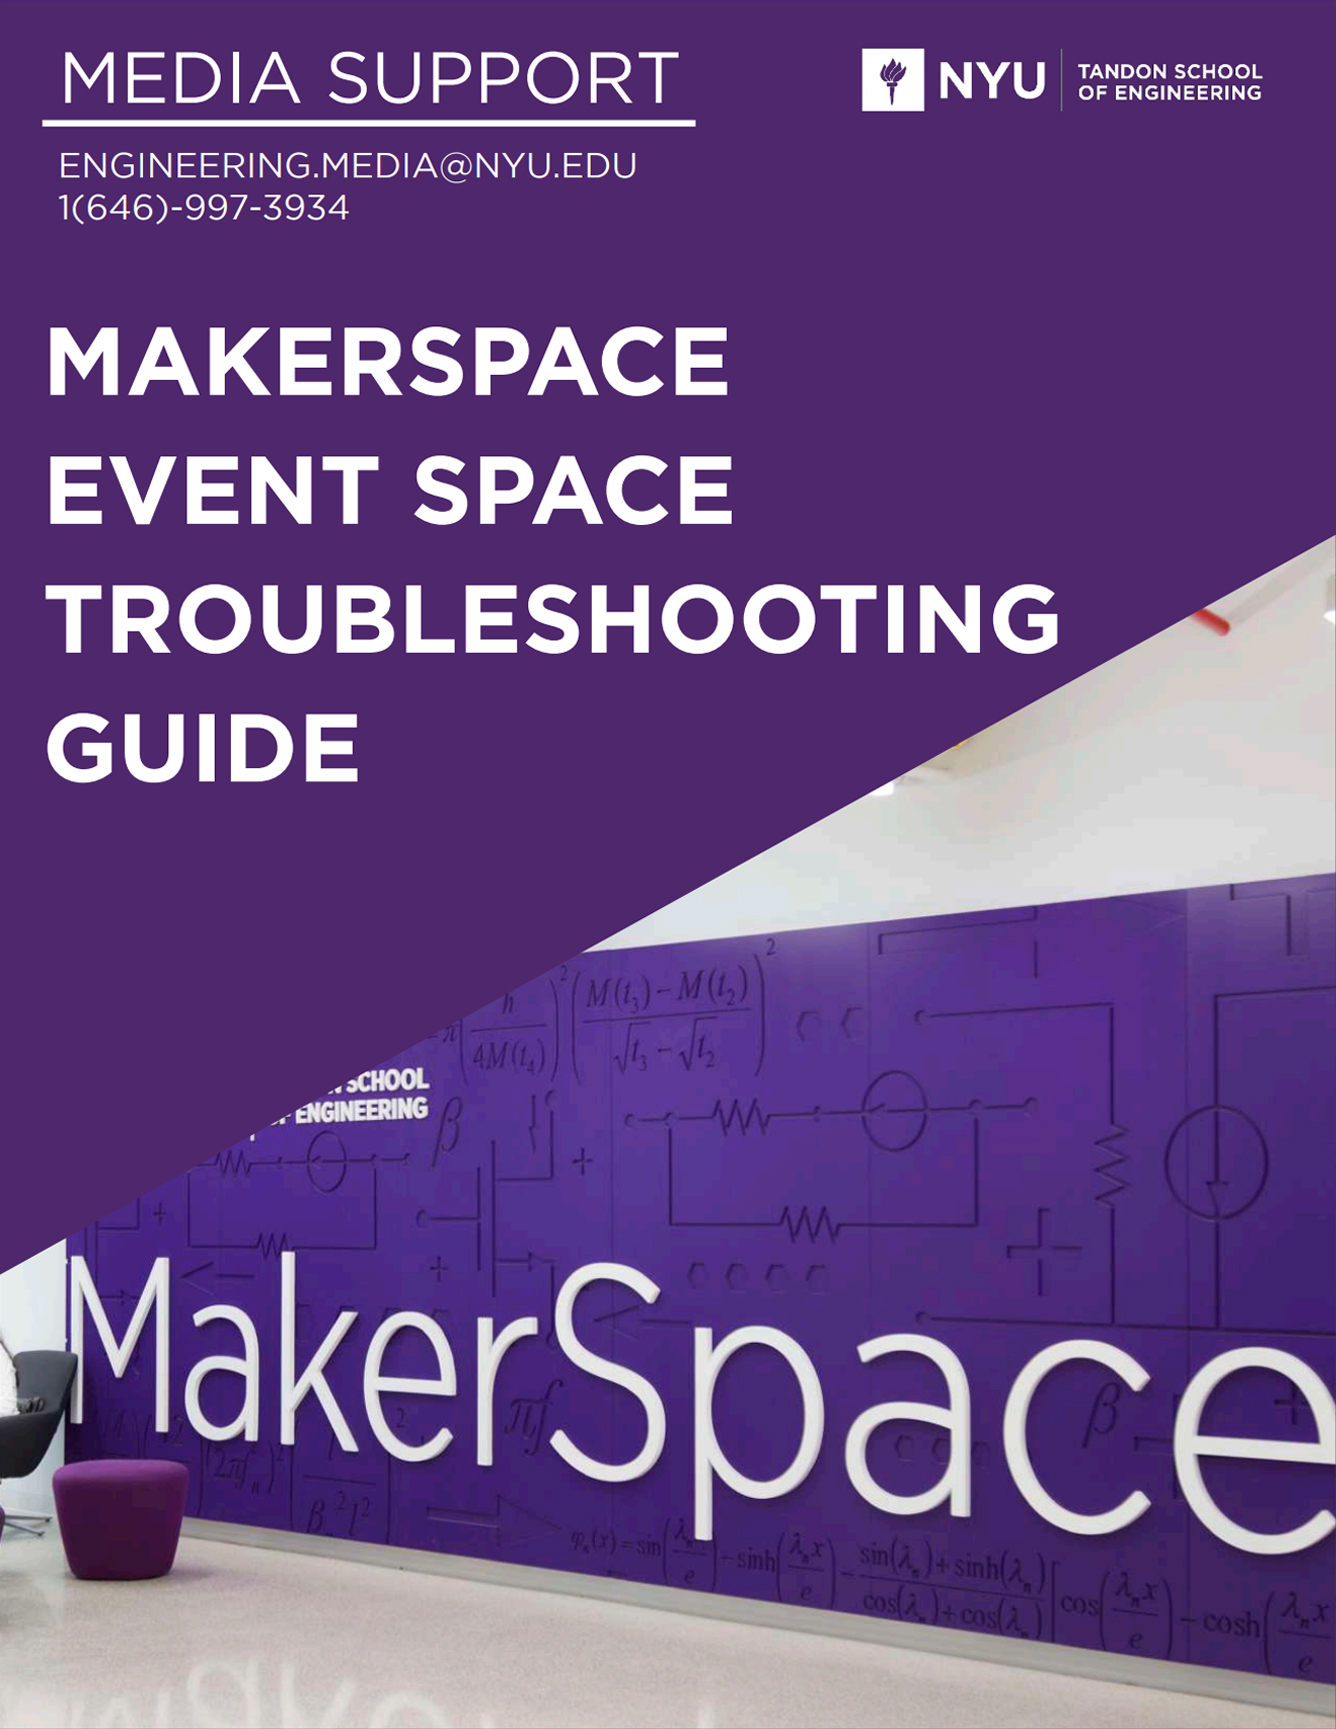 MEDIA SUPPORT
ENGINEERING.MEDIA@NYU.EDU
1(646)-997-3934
NYU
TANDON SCHOOL
OF ENGINEERING
MAKERSPACE
EVENT SPACE
TROUBLESHOOTING
GUIDE
SCHOOL
OF ENGINEERING
MakerSpace